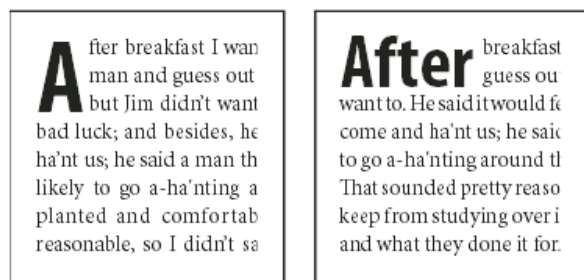 After breakfast I wan
man and guess out
but Jim didn't want
bad luck; and besides, he
ha'nt us; he said a man th
likely to go a-ha'nting a
planted and comfortab
reasonable, so I didn't sa
After breakfast
guess ou
want to. He said it would fe
come and ha'nt us; he said
to go a-ha'nting around th
That sounded pretty reaso
keep from studying over i
and what they done it for.